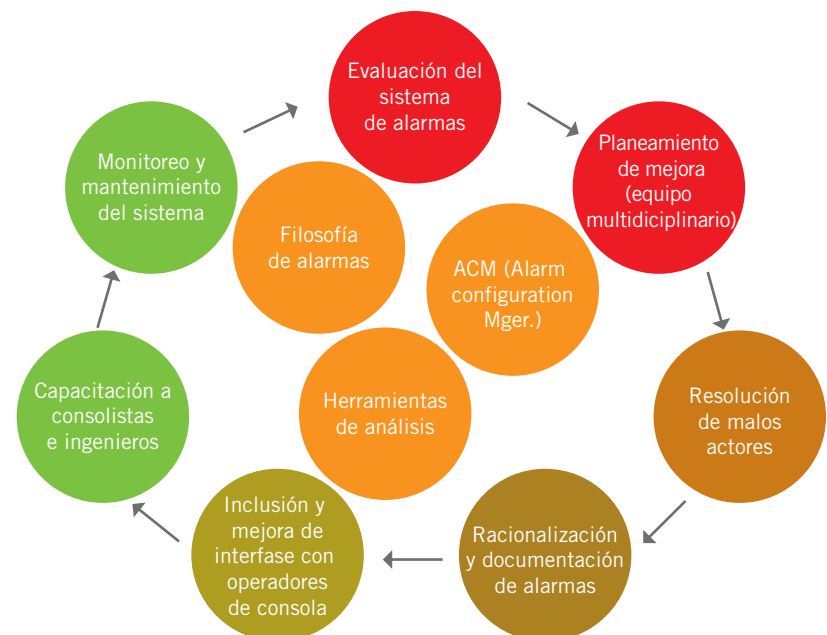 Evaluación del
sistema
de alarmas
Planeamiento
de mejora
(equipo
multidiciplinario)
Resolución
de malos
actores
Racionalización
y documentación
de alarmas
Inclusión y
mejora de
interfase con
operadores
de consola
Capacitación a
consolistas
e ingenieros
Monitoreo y
mantenimiento
del sistema
Filosofía
de alarmas
ACM (Alarm
configuration
Mger.)
Herramientas
de análisis